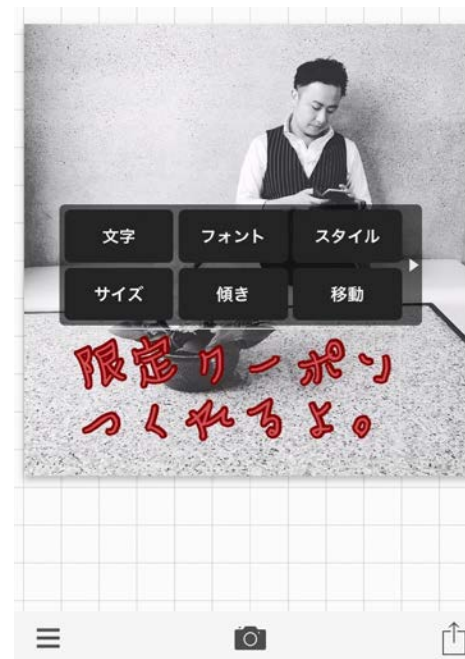 文字 フォント スタイル
サイズ 傾き 移動
限定クーポン
つくれるよ。